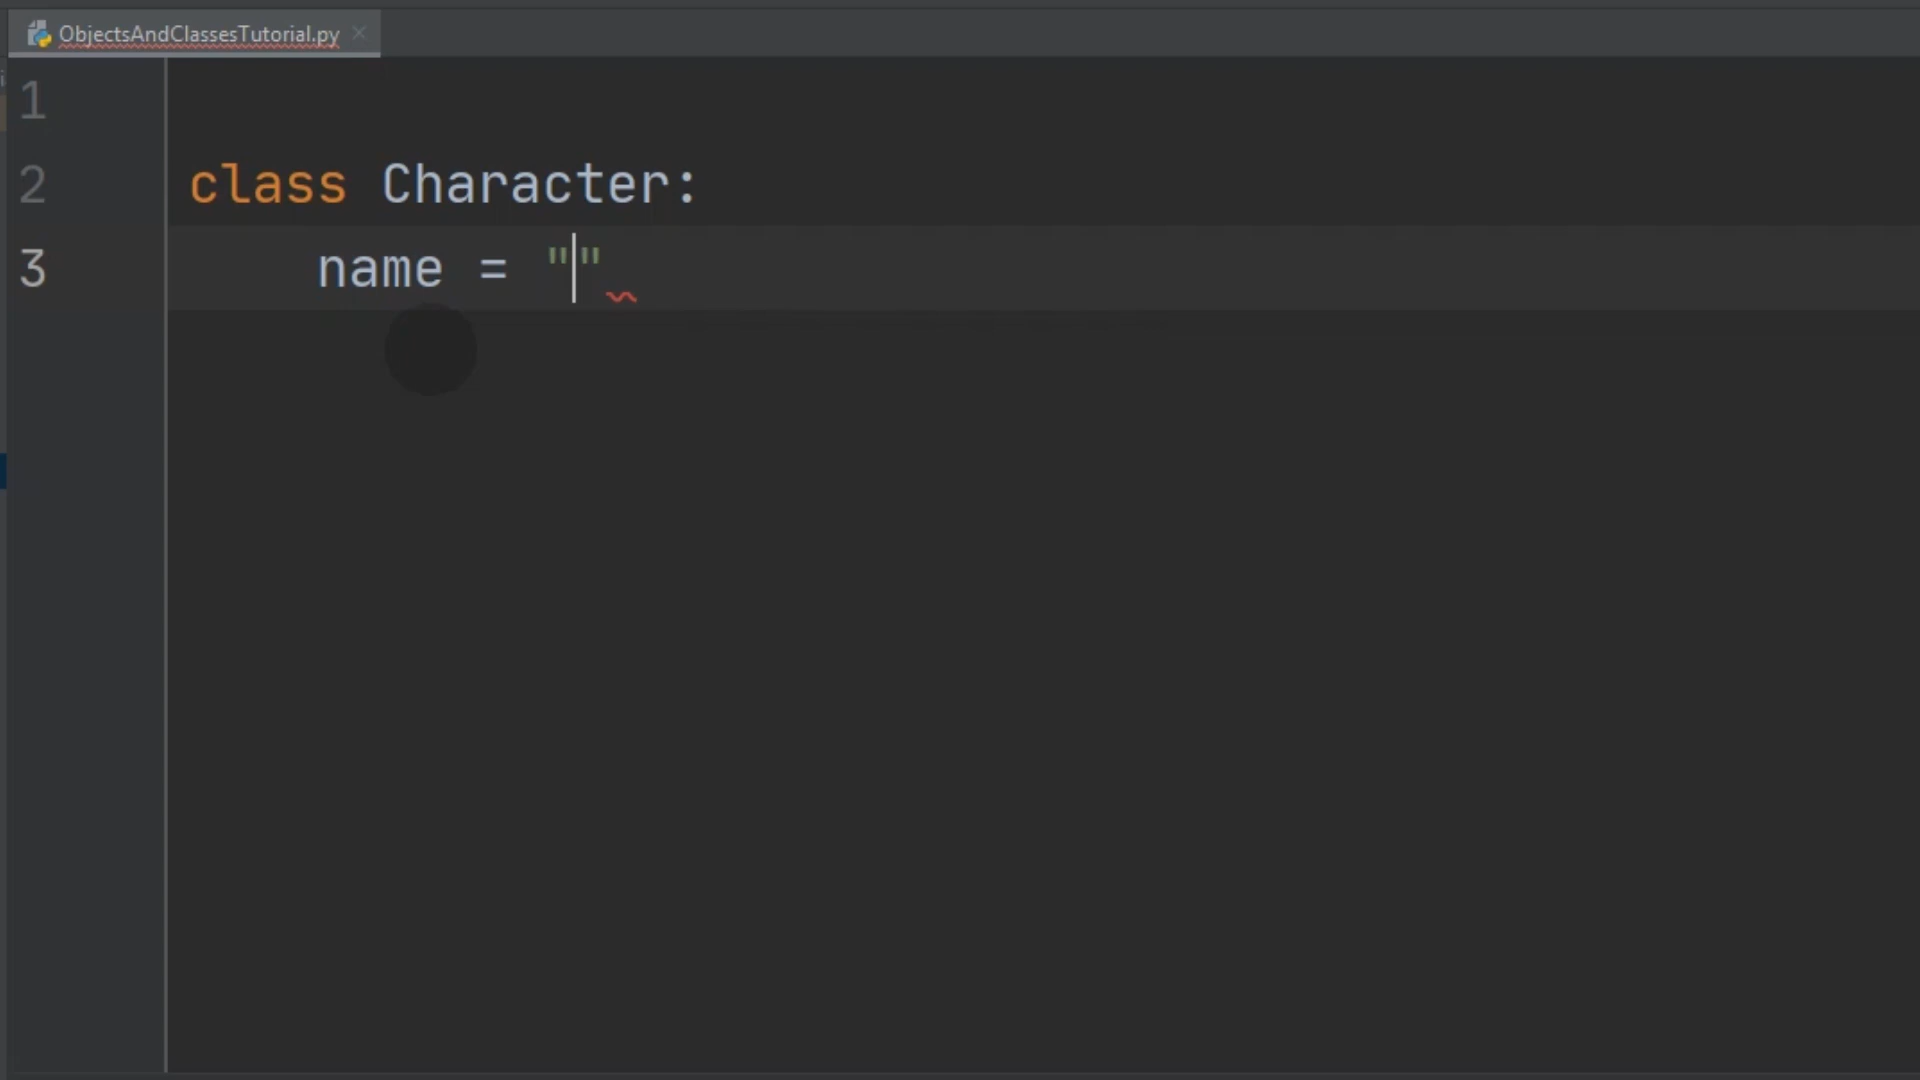 ObjectsAndClassesTutorial.py
1
2 class Character:
3 name = ""